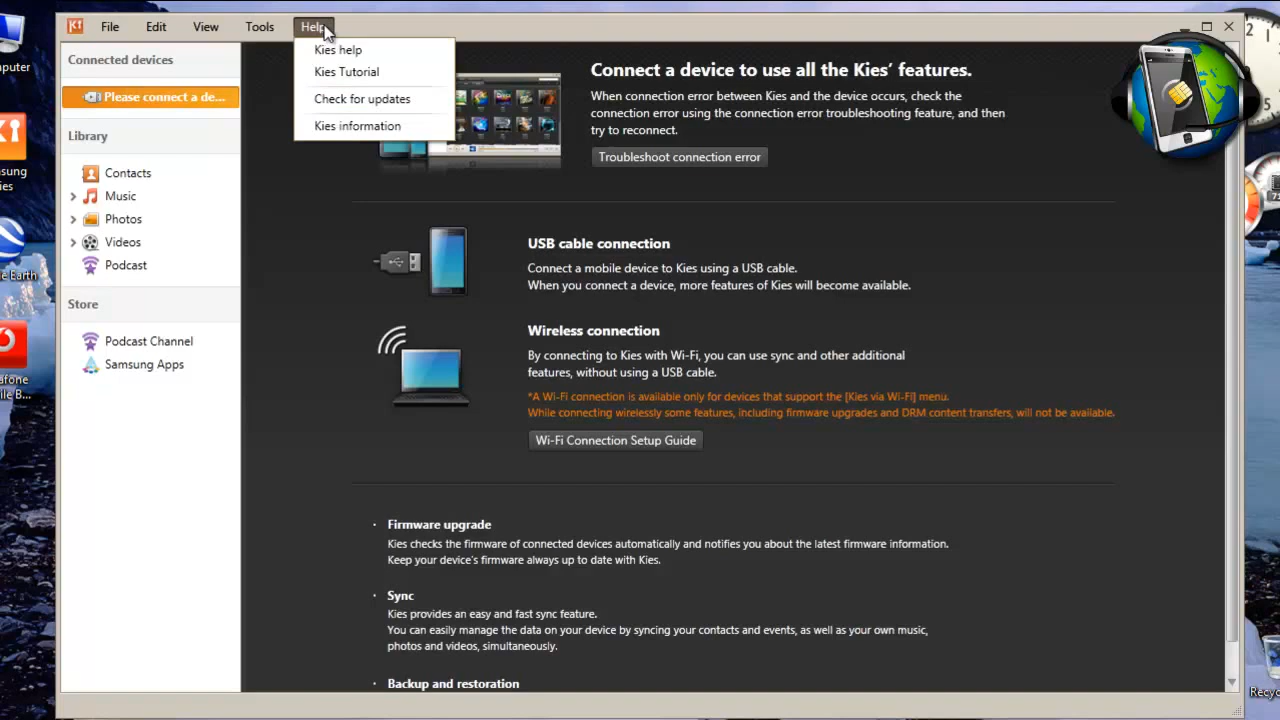 File Edit View Tools Help
Kies help
Kies Tutorial
Check for updates
Kies information
Connected devices
Please connect a de...
Library
Contacts
Music
Photos
Videos
Podcast
Store
Podcast Channel
Samsung Apps
Connect a device to use all the Kies’ features.
When connection error between Kies and the device occurs, check the
connection error using the connection error troubleshooting feature, and then
try to reconnect.
Troubleshoot connection error
USB cable connection
Connect a mobile device to Kies using a USB cable.
When you connect a device, more features of Kies will become available.
Wireless connection
By connecting to Kies with Wi-Fi, you can use sync and other additional
features, without using a USB cable.
*A Wi-Fi connection is available only for devices that support the [Kies via Wi-Fi] menu.
While connecting wirelessly some features, including firmware upgrades and DRM content transfers, will not be available.
Wi-Fi Connection Setup Guide
· Firmware upgrade
Kies checks the firmware of connected devices automatically and notifies you about the latest firmware information.
Keep your device's firmware always up to date with Kies.
· Sync
Kies provides an easy and fast sync feature.
You can easily manage the data on your device by syncing your contacts and events, as well as your own music,
photos and videos, simultaneously.
· Backup and restoration
puter
sung
ies
e Earth
afone
ile B...
Recyc